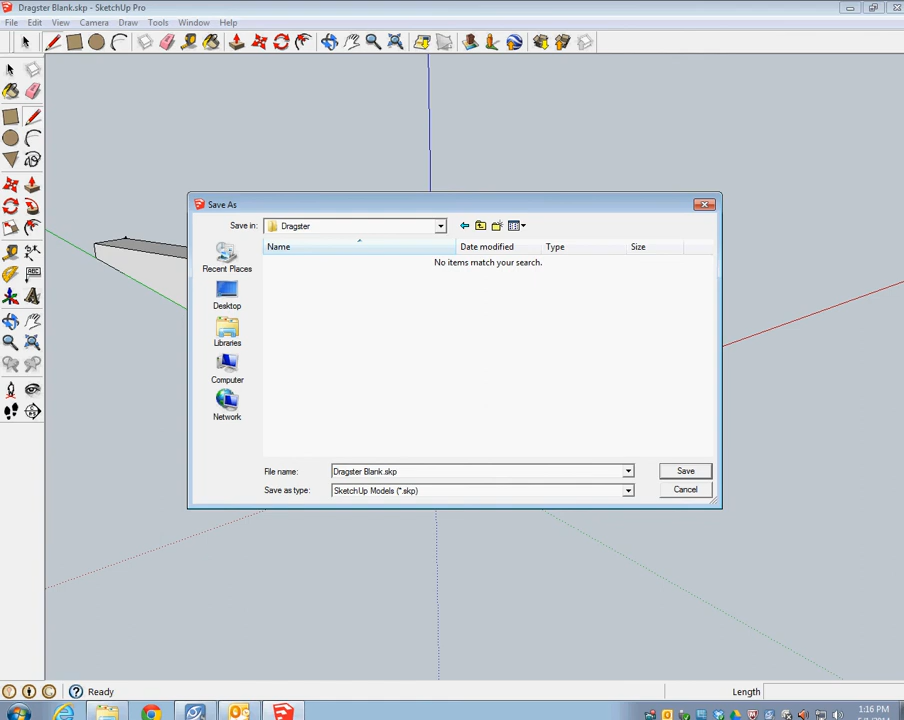 Dragster Blank.skp - SketchUp Pro
File Edit View Camera Draw Tools Window Help
Save As
Save in: Dragster
Name Date modified Type Size
No items match your search.
Recent Places
Desktop
Libraries
Computer
Network
File name: Dragster Blank.skp Save
Save as type: SketchUp Models (*.skp) Cancel
Ready Length
1:16 PM